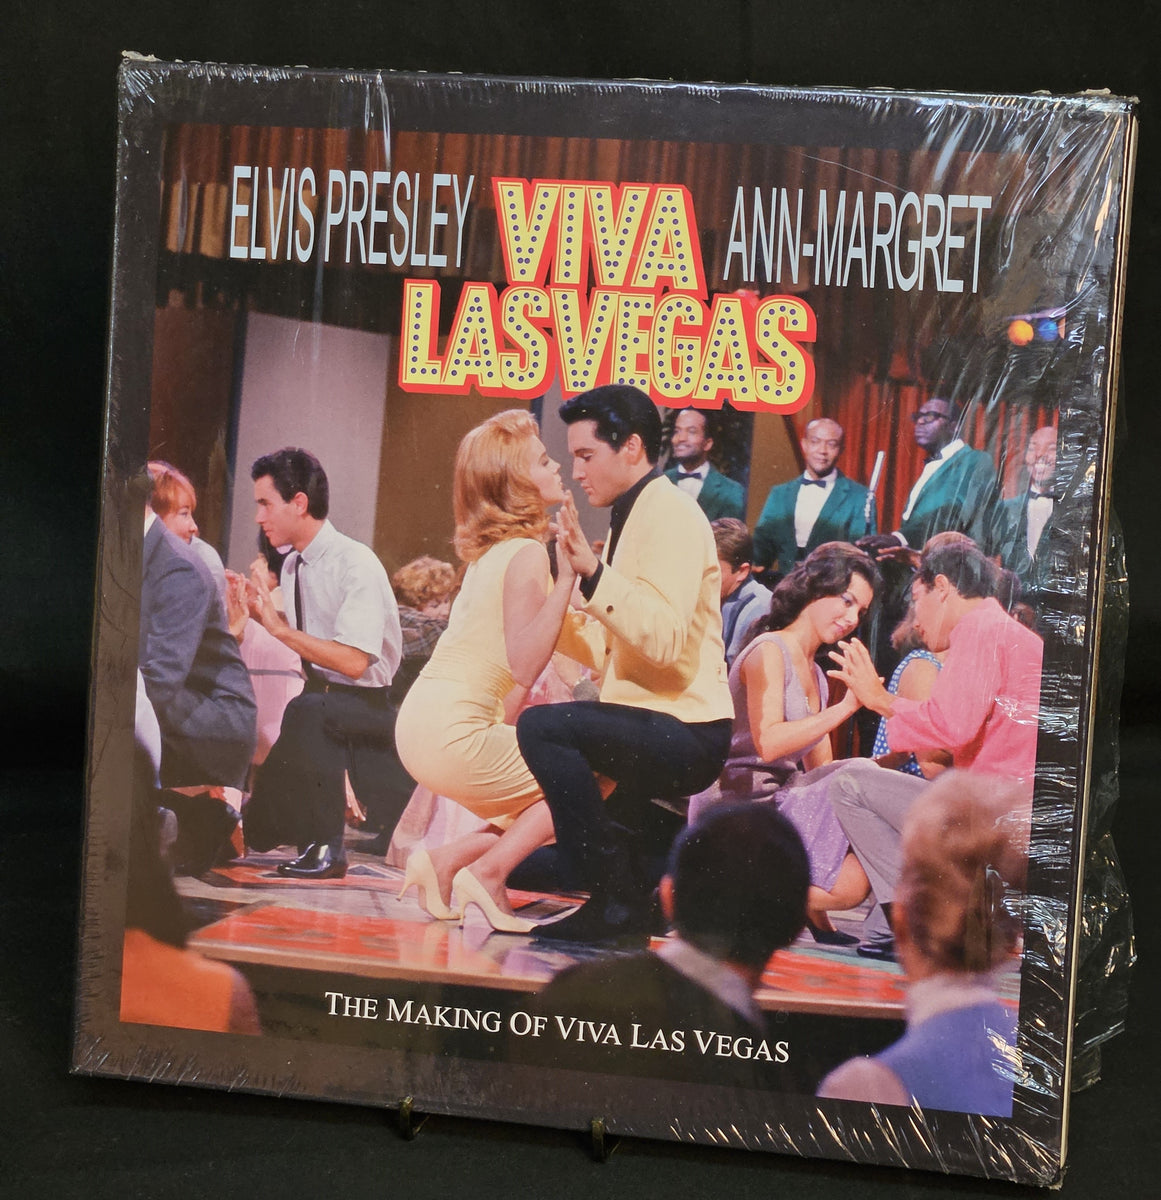 ELVIS PRESLEY VIVA ANN-MARGRET
LAS VEGAS
THE MAKING OF VIVA LAS VEGAS